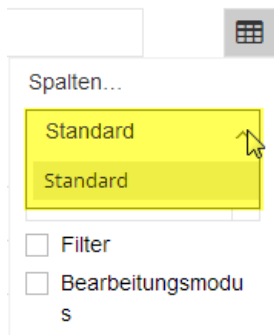 Spalten...
Standard
Standard
Filter
Bearbeitungsmodu
s